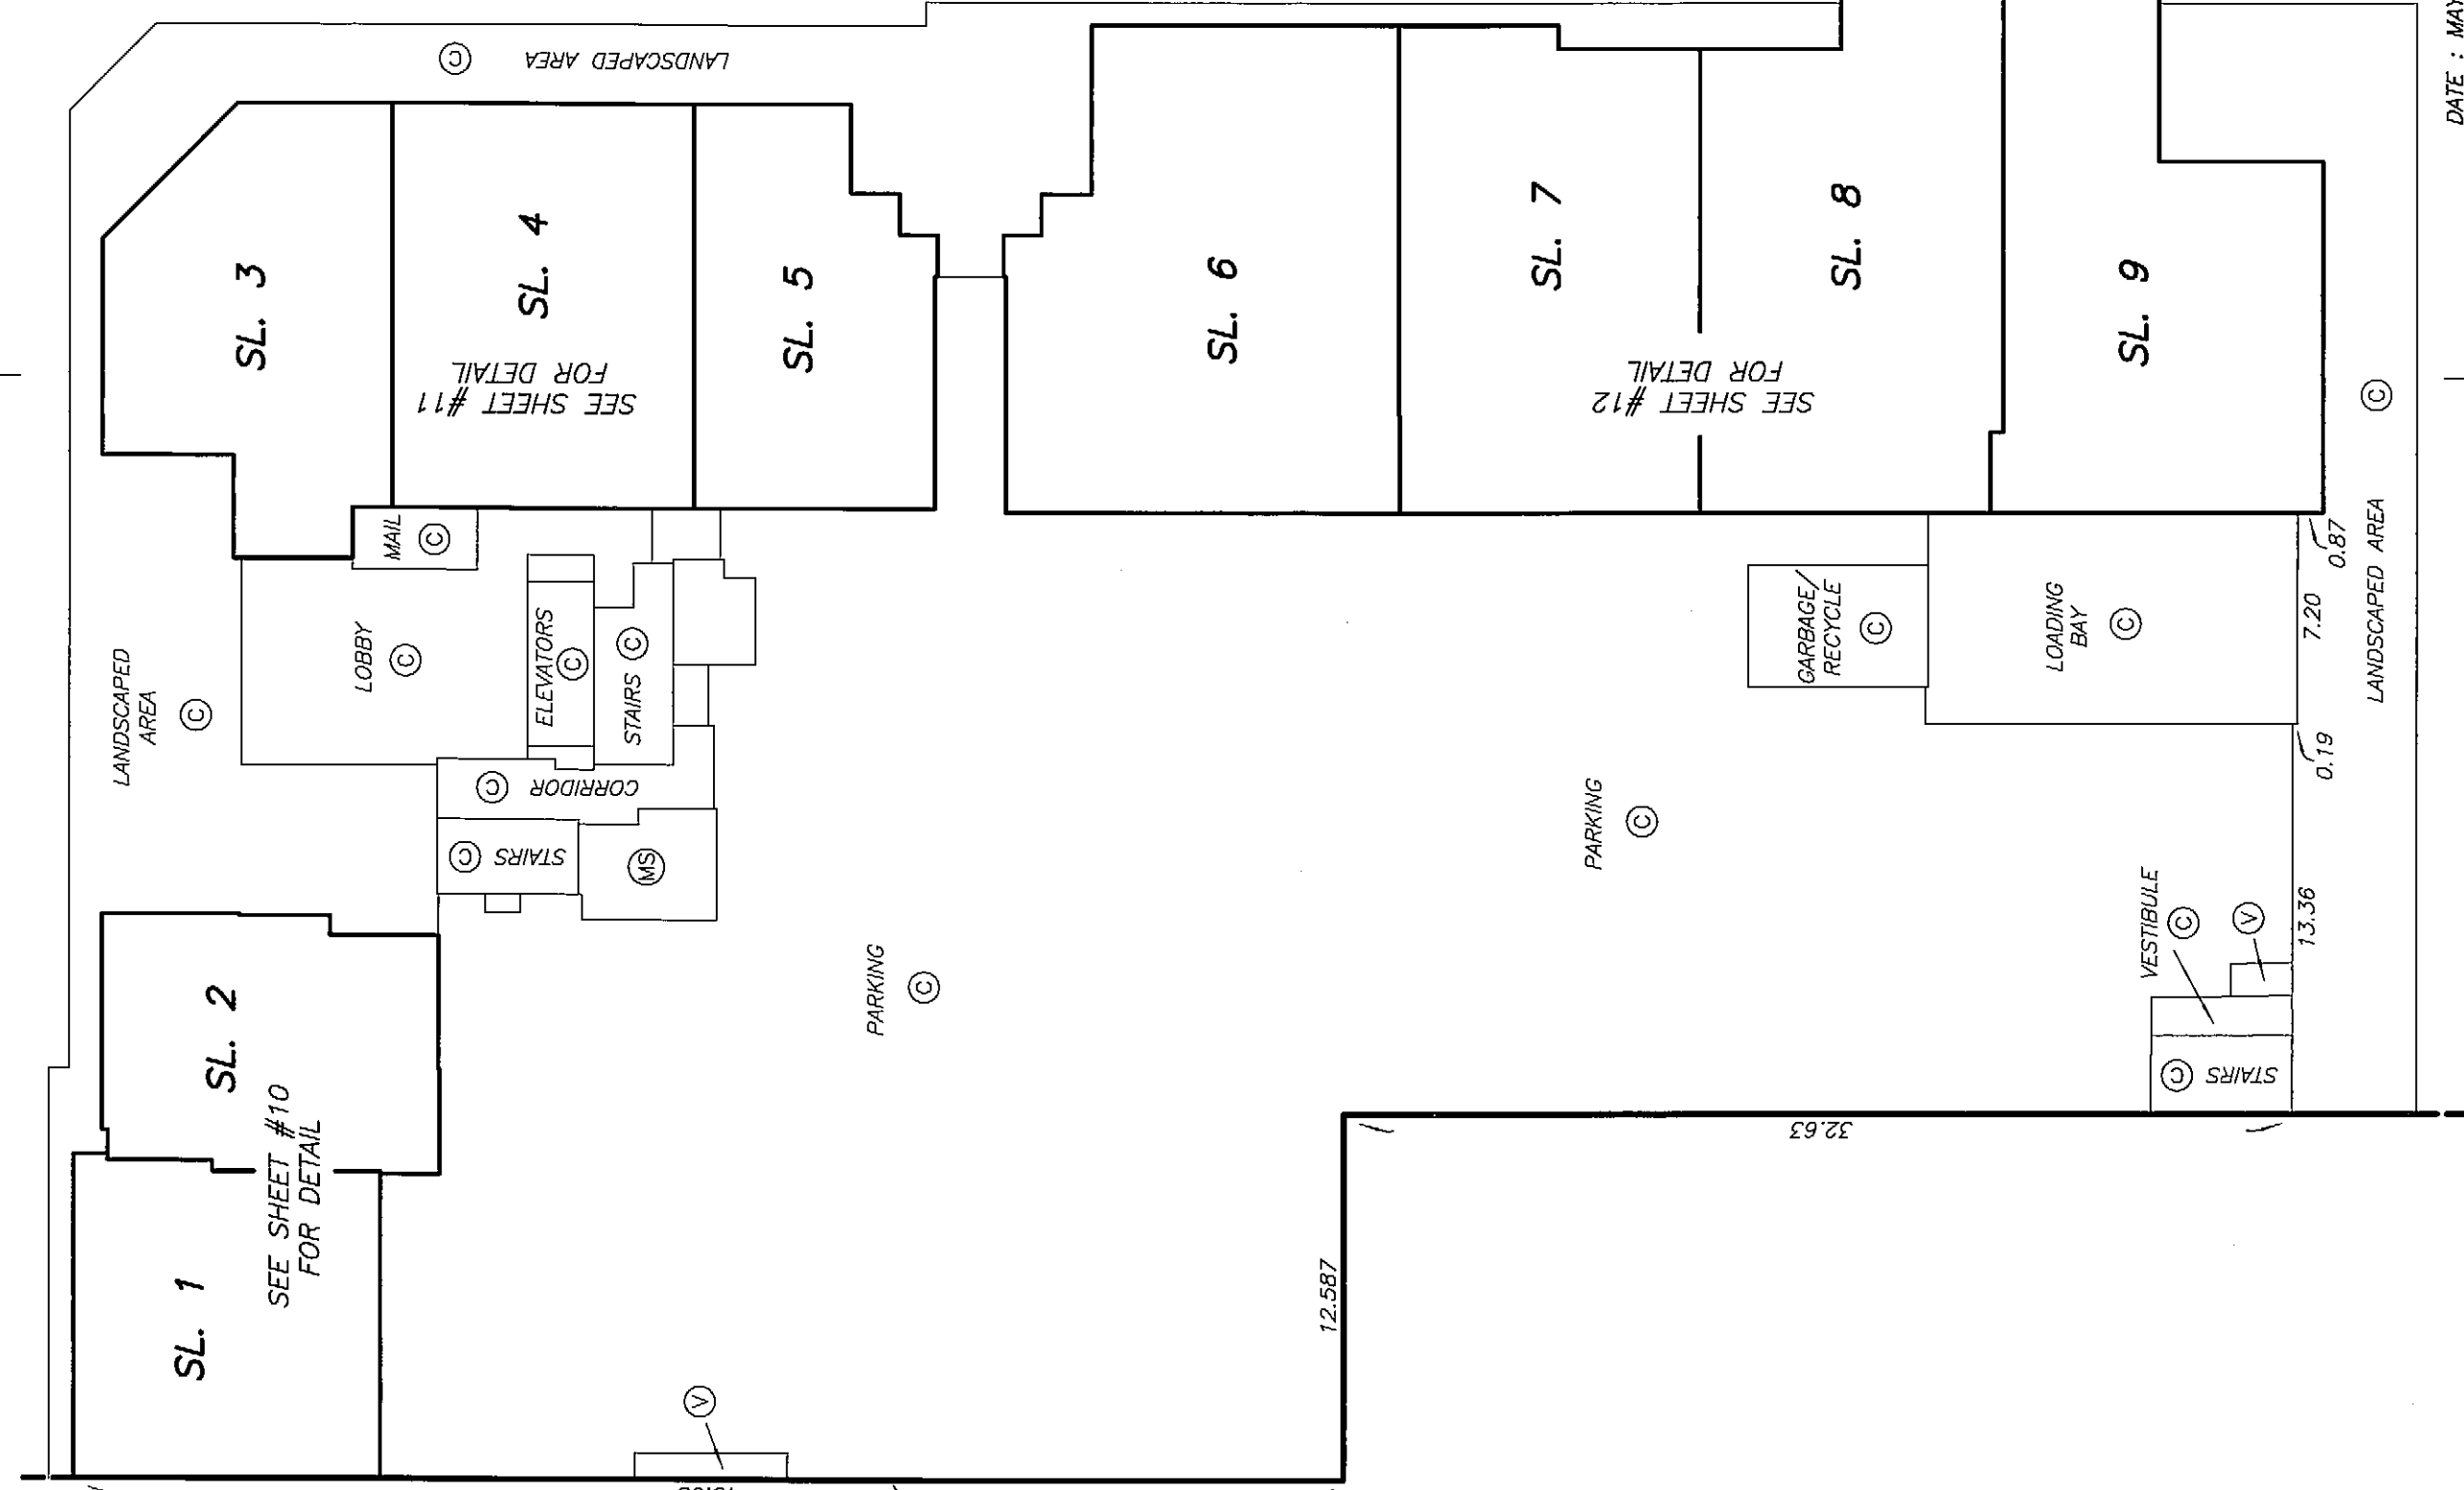 LANDSCAPED AREA
C
DATE : MAY
SL. 3
SL. 4
SEE SHEET #11
FOR DETAIL
SL. 5
SL. 6
SL. 7
SL. 8
SEE SHEET #12
FOR DETAIL
SL. 9
C
LANDSCAPED AREA
MAIL
C
LOBBY
C
ELEVATORS
C
STAIRS C
LANDSCAPED
AREA
C
CORRIDOR
C
STAIRS
C
MS
GARBAGE/
RECYCLE
C
LOADING
BAY
C
0.87
7.20
0.19
13.36
PARKING
C
PARKING
C
VESTIBULE
C
V
STAIRS
C
SL. 2
SL. 1
SEE SHEET #10
FOR DETAIL
32.63
12.587
V